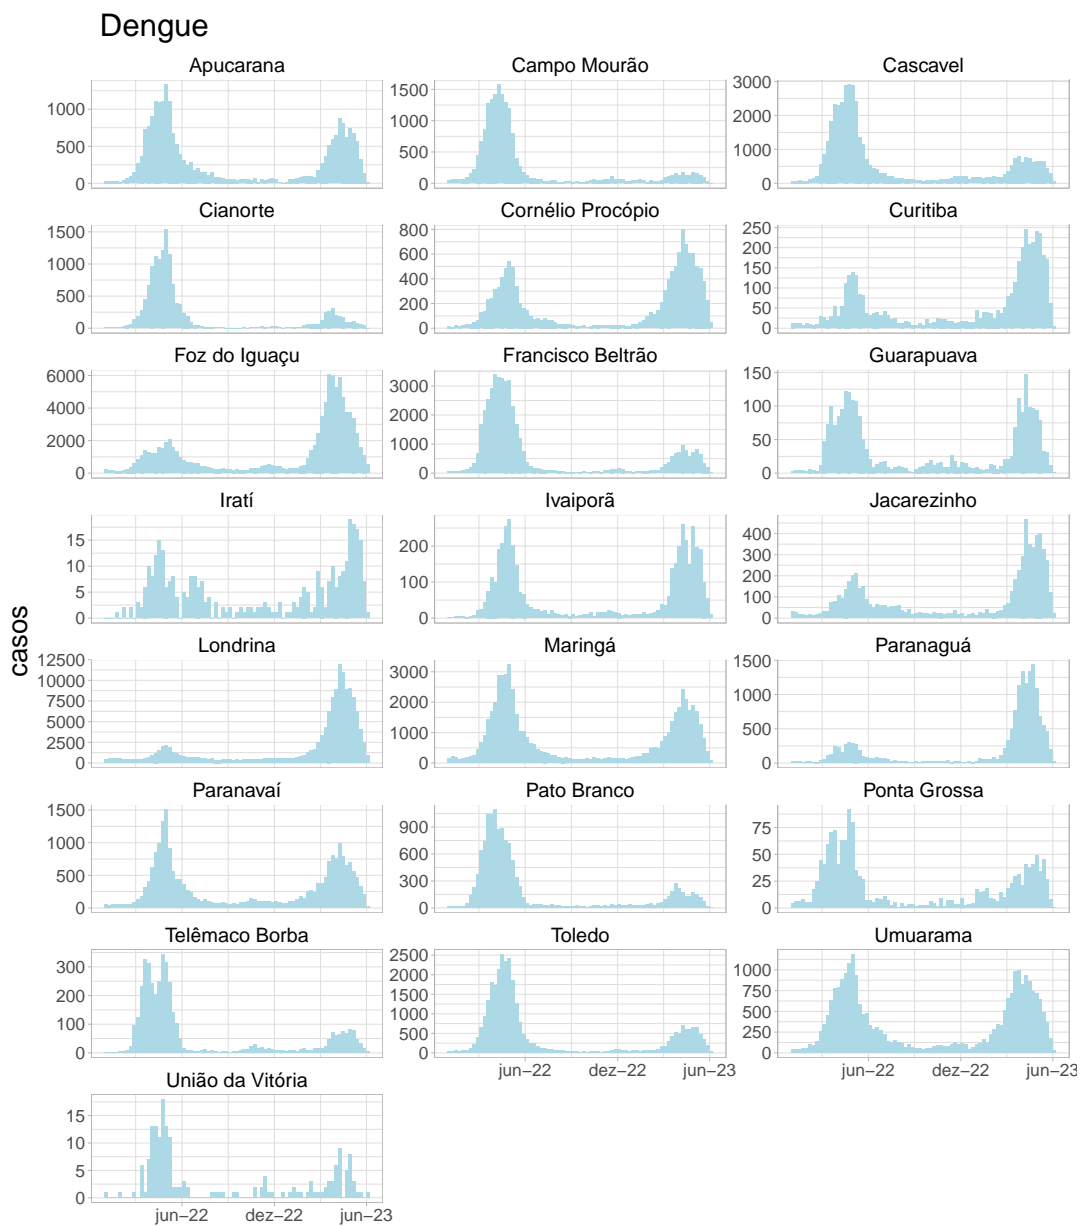 Dengue
Apucarana Campo Mourão Cascavel
1000 1500 3000
500 1000 2000
0 500 1000
0 0
Cianorte Cornélio Procópio Curitiba
1500 800 250
1000 600 200
500 400 150
0 200 100
0 50
0
Foz do Iguaçu Francisco Beltrão Guarapuava
6000 3000 150
4000 2000 100
2000 1000 50
0 0 0
Iratí Ivaiporã Jacarezinho
15 200 400
10 100 300
5 0 200
0 100
0
casos
Londrina Maringá Paranaguá
12500 3000 1500
10000 2000 1000
7500 1000 500
5000 0 0
2500
0
Paranavaí Pato Branco Ponta Grossa
1500 900 75
1000 600 50
500 300 25
0 0 0
Telêmaco Borba Toledo Umuarama
300 2500 1000
200 2000 750
100 1500 500
0 1000 250
500 0
0
jun−22 dez−22 jun−23 jun−22 dez−22 jun−23
União da Vitória
15
10
5
0
jun−22 dez−22 jun−23